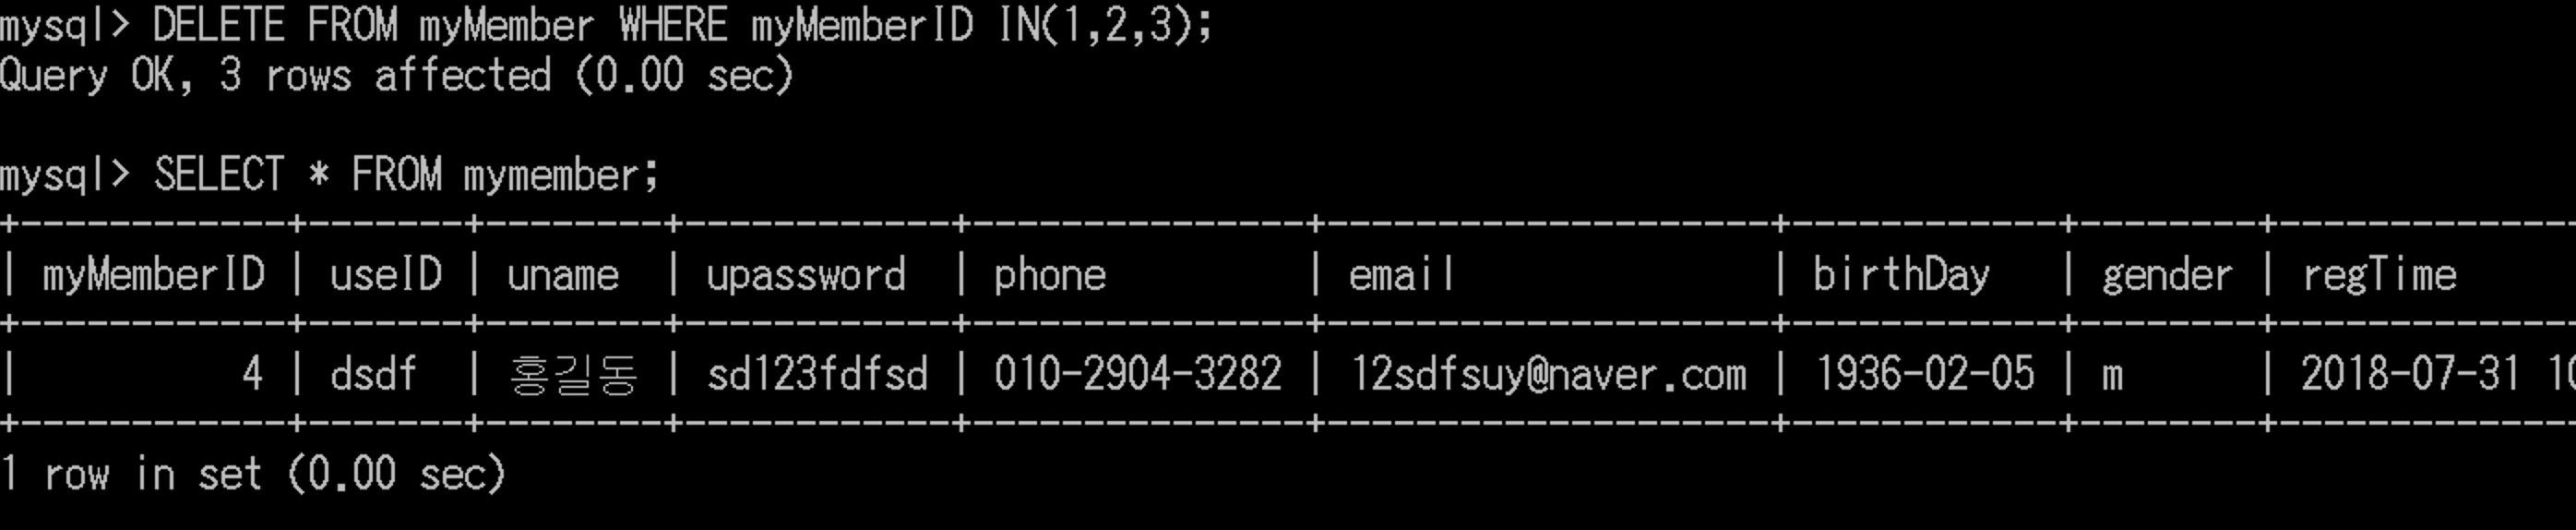 mysql> DELETE FROM myMember WHERE myMemberID IN(1,2,3);
Query OK, 3 rows affected (0.00 sec)
mysql> SELECT * FROM mymember;
+------------+-------+--------+-----------+--------------+------------------+-----------+--------+-------------
| myMemberID | useID | uname | upassword | phone | email | birthDay | gender | regTime
+------------+-------+--------+-----------+--------------+------------------+-----------+--------+-------------
| 4 | dsdf | 홍길동 | sd123fdfsd | 010-2904-3282 | 12sdfsuy@naver.com | 1936-02-05 | m | 2018-07-31 10
+------------+-------+--------+-----------+--------------+------------------+-----------+--------+-------------
1 row in set (0.00 sec)